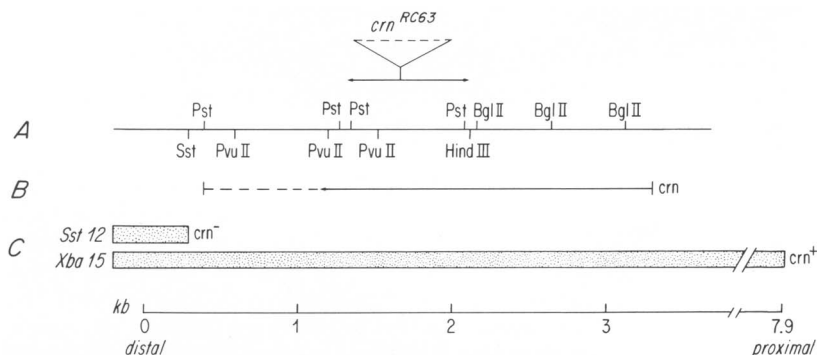 crn RC63
Pst Pst Pst Pst Bgl II Bgl II Bgl II
A
Sst Pvu II Pvu II Pvu II Hind III
B crn
Sst 12 crn⁻
C
Xba 15 crn⁺
kb
0 1 2 3 7.9
distal proximal